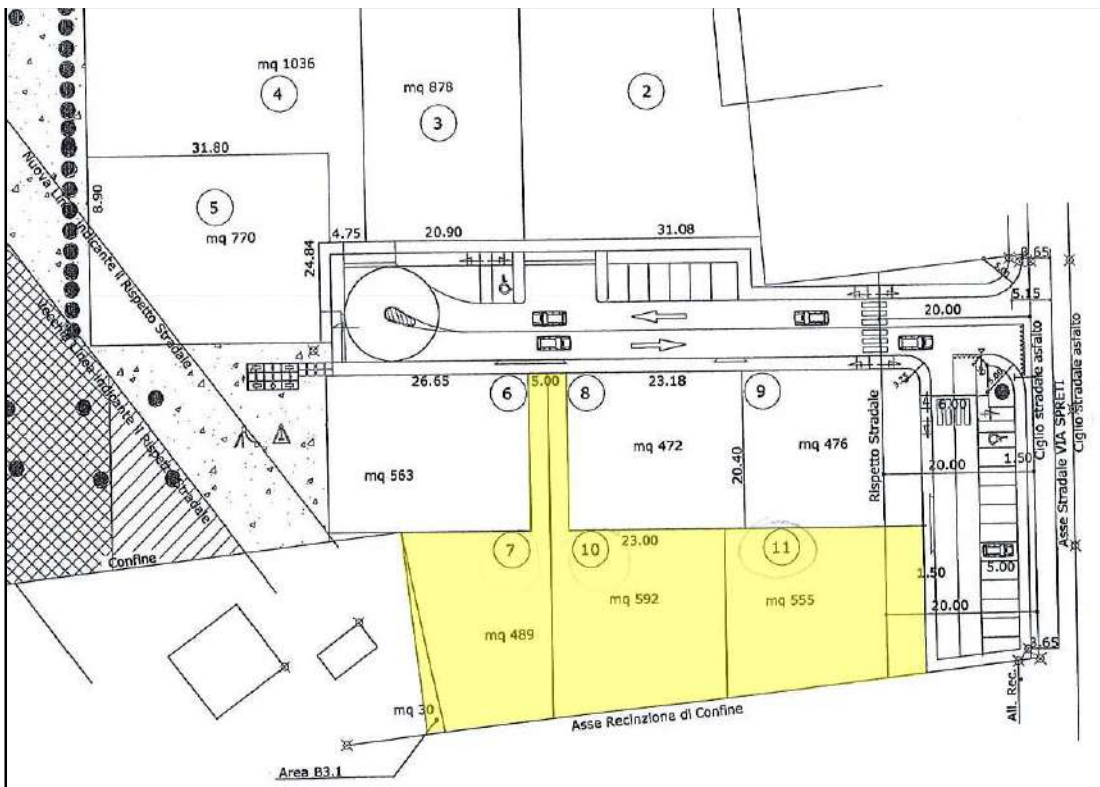 mq 1036
4
mq 878
3
2
31.80
8.90
5
mq 770
24.84
4.75
20.90
31.08
Nuova Linea Indicante il Rispetto Stradale
Vecchia Linea Indicante il Rispetto Stradale
3.65
5.15
20.00
26.65
6
5.00
8
23.18
9
6.00
mq 563
mq 472
20.40
mq 476
Rispetto Stradale
20.00
1.50
Ciglio stradale asfalto
Asse Stradale VIA SPRETI
Ciglio stradale asfalto
Confine
7
10
23.00
11
mq 489
mq 592
mq 555
1.50
5.00
20.00
3.65
mq 30
Asse Recinzione di Confine
All. Rec.
Area B3.1